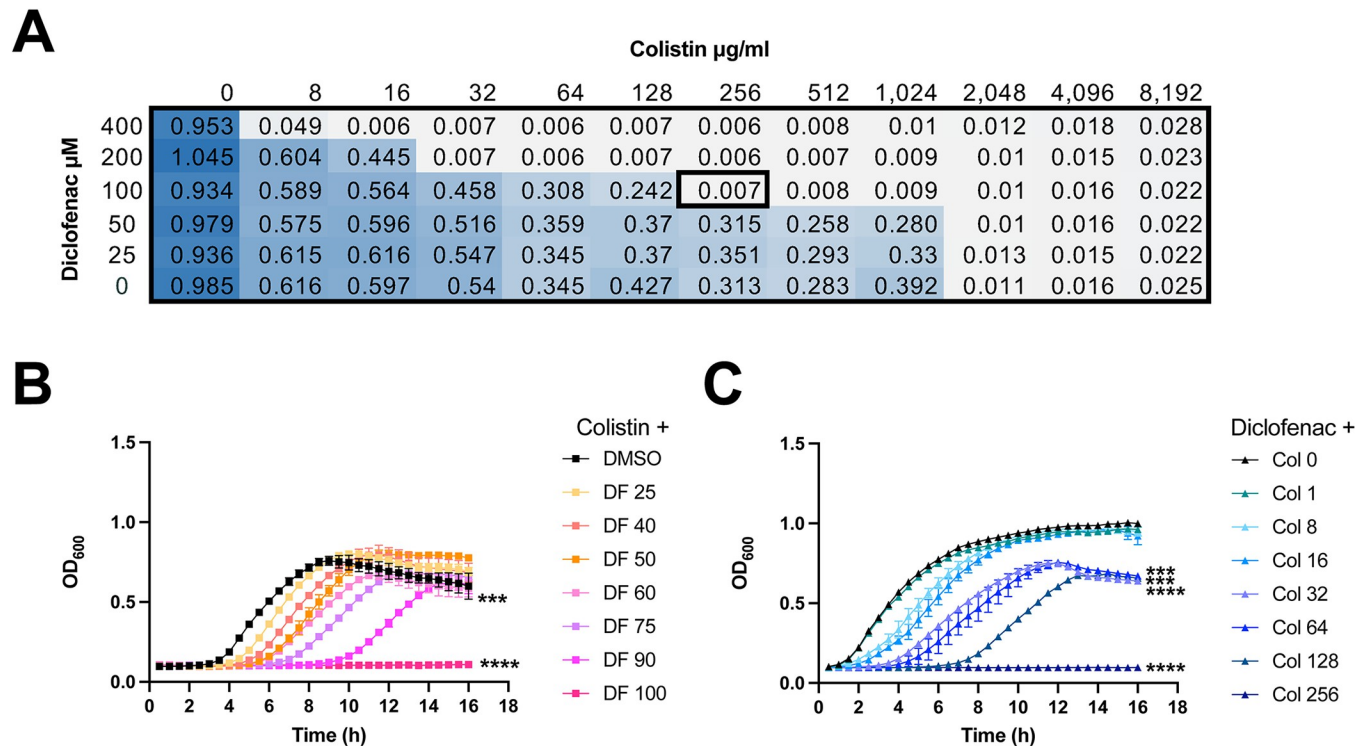 A
Colistin µg/ml
0 8 16 32 64 128 256 512 1,024 2,048 4,096 8,192
Diclofenac µM
400 0.953 0.049 0.006 0.007 0.006 0.007 0.006 0.008 0.01 0.012 0.018 0.028
200 1.045 0.604 0.445 0.007 0.006 0.007 0.006 0.007 0.009 0.01 0.015 0.023
100 0.934 0.589 0.564 0.458 0.308 0.242 0.007 0.008 0.009 0.01 0.016 0.022
50 0.979 0.575 0.596 0.516 0.359 0.37 0.315 0.258 0.280 0.01 0.016 0.022
25 0.936 0.615 0.616 0.547 0.345 0.37 0.351 0.293 0.33 0.013 0.015 0.022
0 0.985 0.616 0.597 0.54 0.345 0.427 0.313 0.283 0.392 0.011 0.016 0.025
B
OD600
1.5
1.0
0.5
0.0
0 2 4 6 8 10 12 14 16 18
Time (h)
***
****
Colistin +
DMSO
DF 25
DF 40
DF 50
DF 60
DF 75
DF 90
DF 100
C
OD600
1.5
1.0
0.5
0.0
0 2 4 6 8 10 12 14 16 18
Time (h)
***
***
****
****
Diclofenac +
Col 0
Col 1
Col 8
Col 16
Col 32
Col 64
Col 128
Col 256